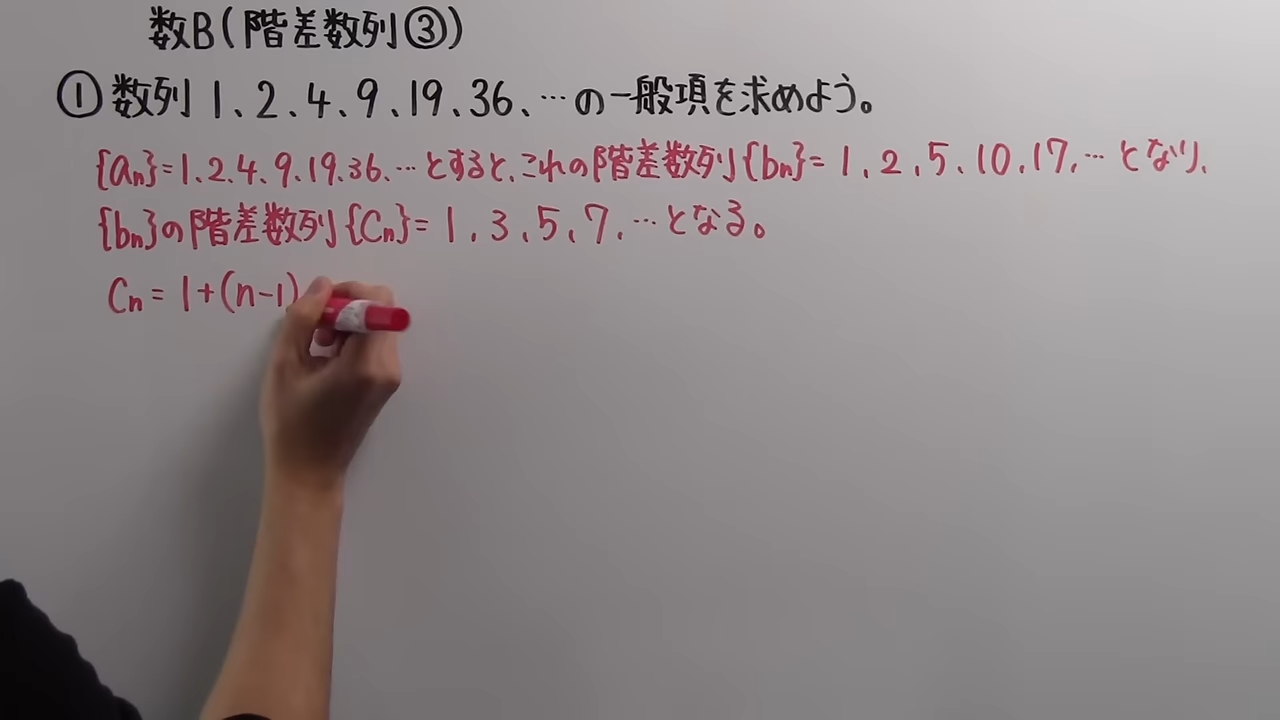 数B(階差数列③)
①数列 1、2、4、9、19、36、…の一般項を求めよう。
{an}=1、2、4、9、19、36、…とすると、これの階差数列{bn}= 1、2、5、10、17、… となり、
{bn}の階差数列{Cn}= 1、3、5、7、…となる。
Cn = 1+(n-1)